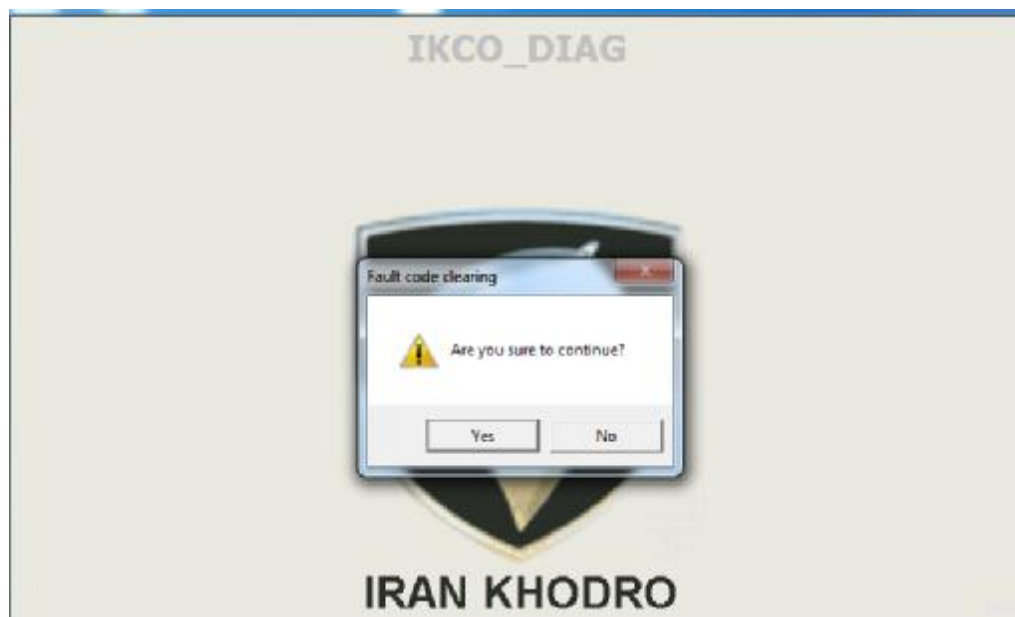 IKCO_DIAG
Fault code clearing
Are you sure to continue?
Yes
No
IRAN KHODRO